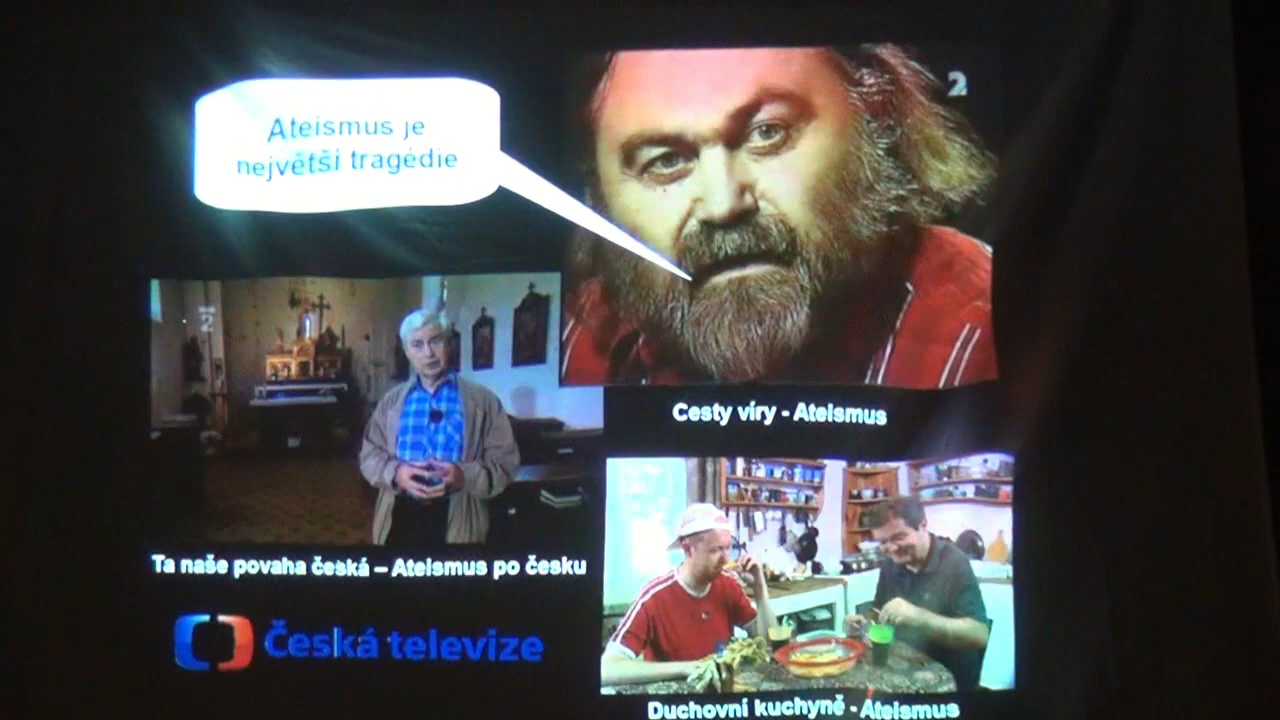 Ateismus je
největší tragédie
2
2
Cesty víry - Ateismus
Ta naše povaha česká – Ateismus po česku
Česká televize
Duchovní kuchyně - Ateismus